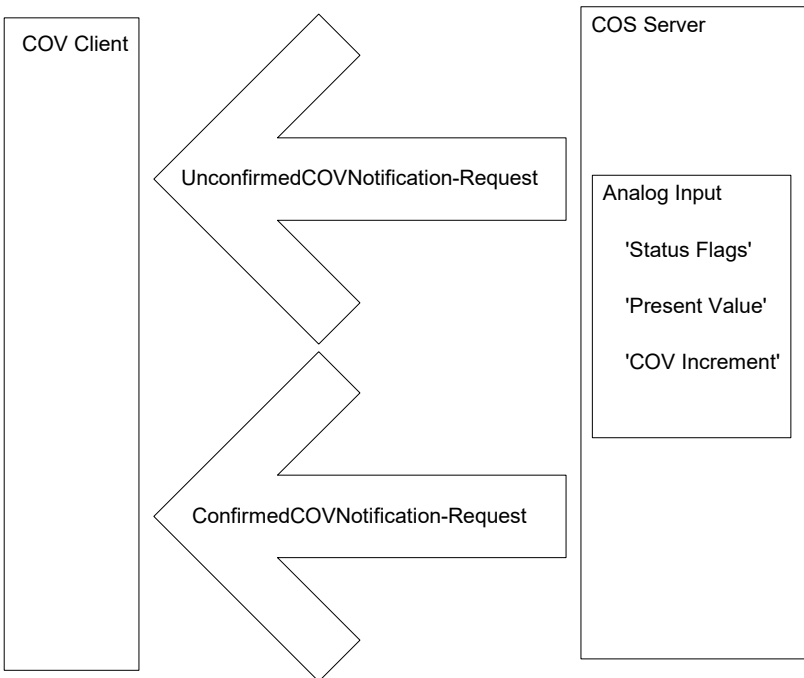 COV Client
COS Server
UnconfirmedCOVNotification-Request
Analog Input
'Status Flags'
'Present Value'
'COV Increment'
ConfirmedCOVNotification-Request